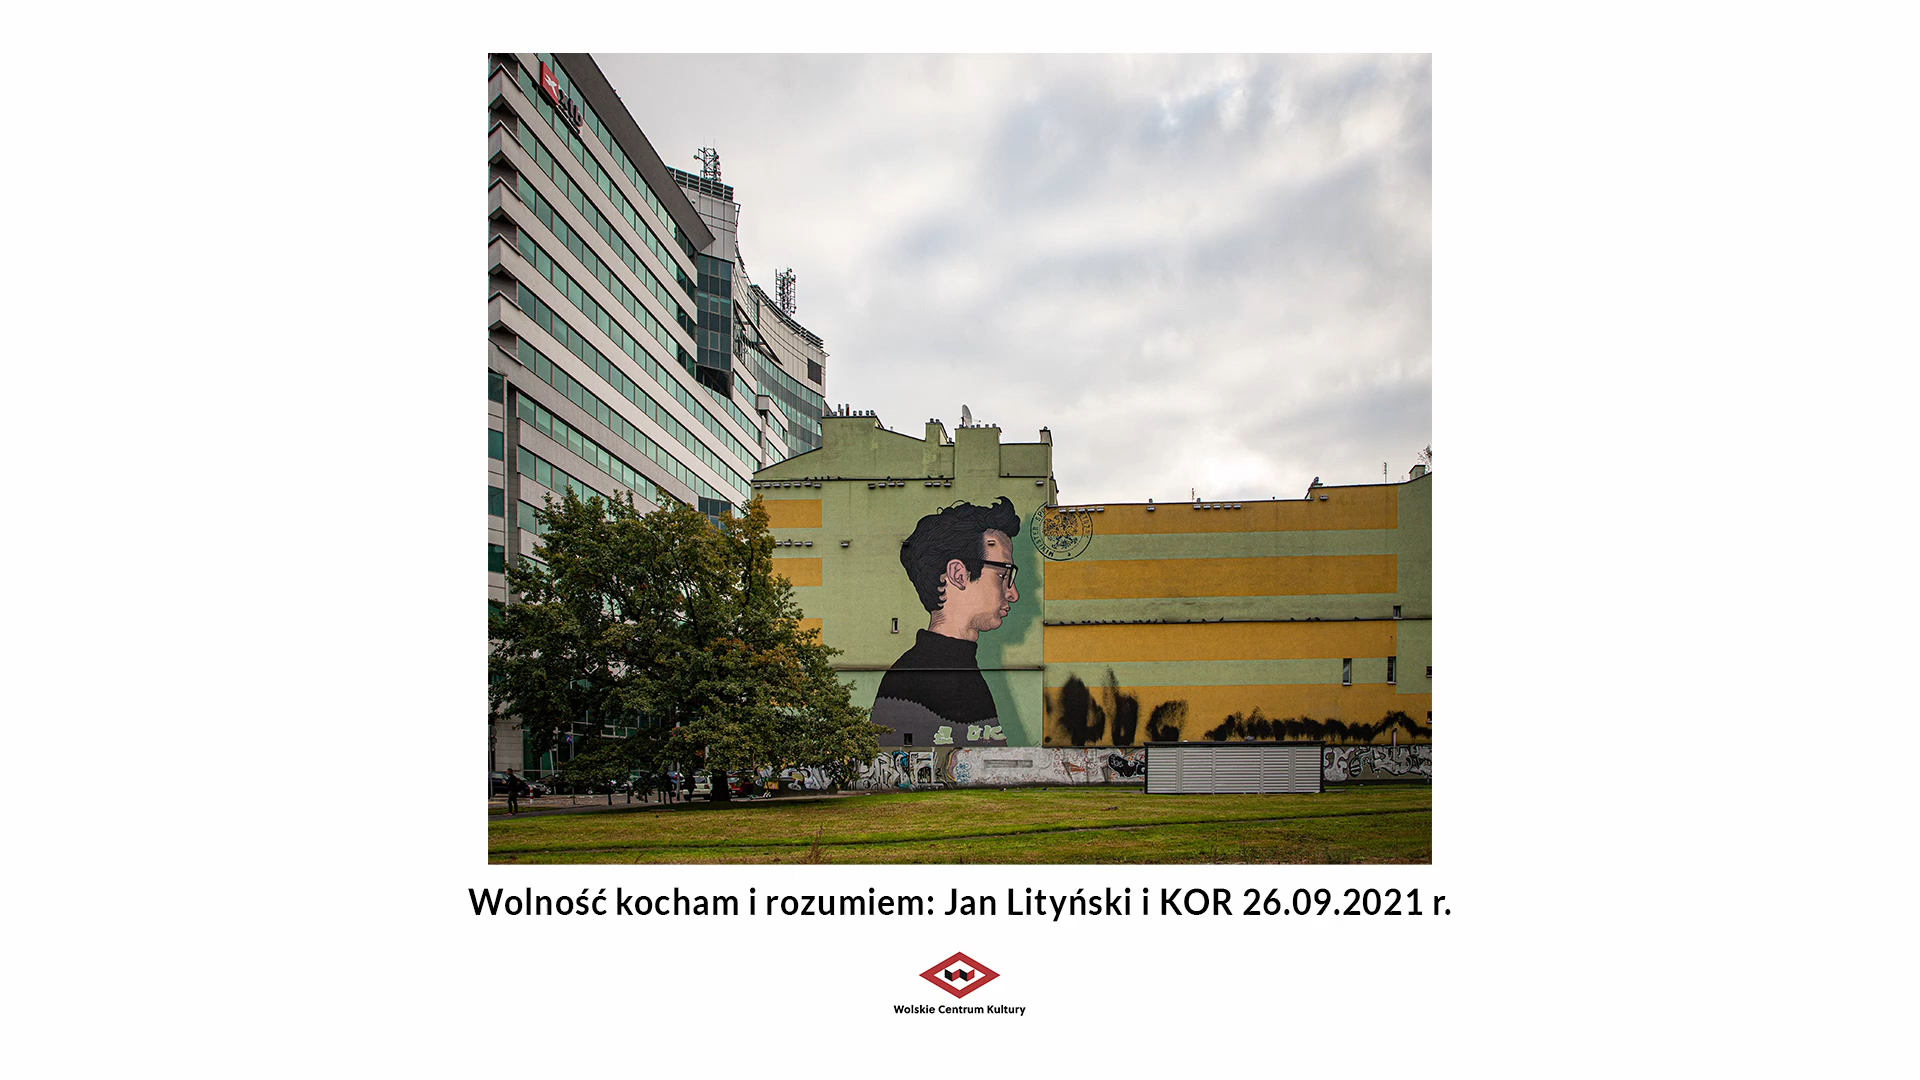 Wolność kocham i rozumiem: Jan Lityński i KOR 26.09.2021 r.
Wolskie Centrum Kultury